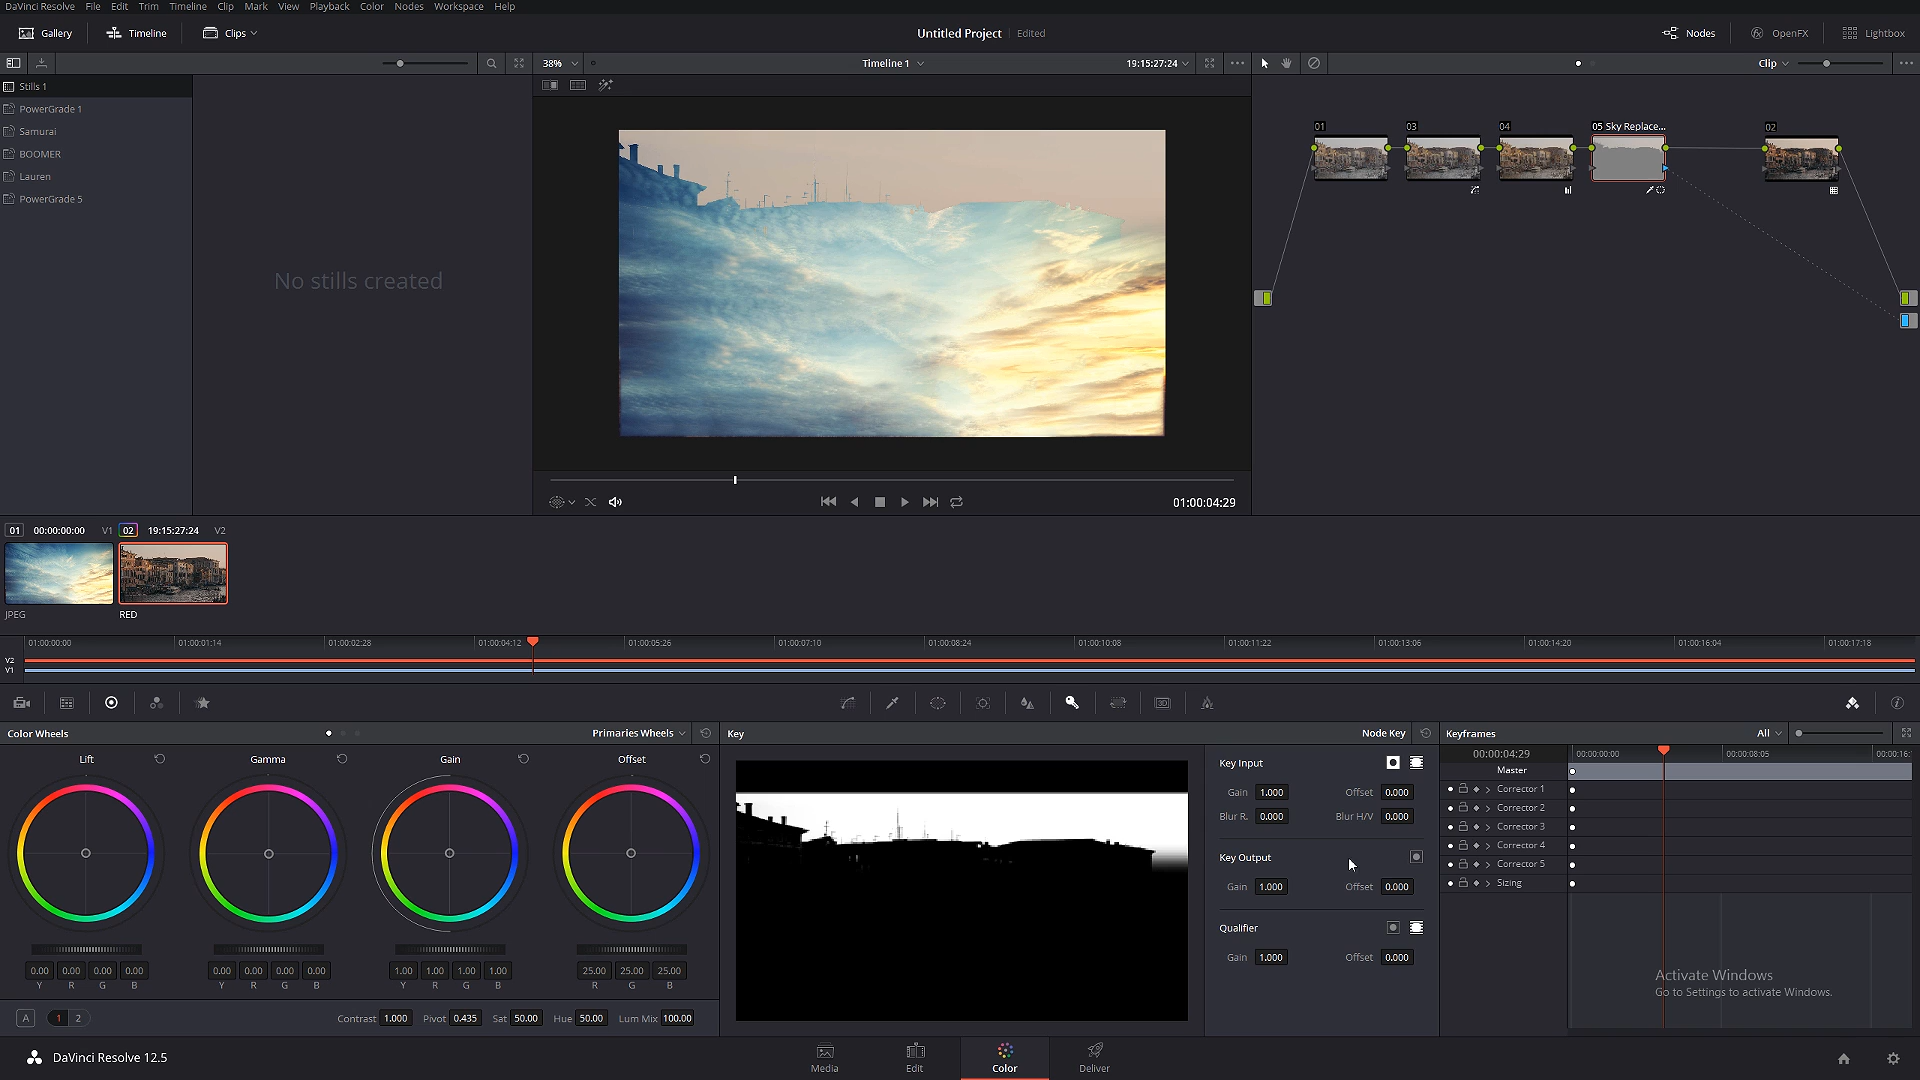 DaVinci Resolve File Edit Trim Timeline Clip Mark View Playback Color Nodes Workspace Help
Gallery Timeline Clips Untitled Project Edited Nodes OpenFX Lightbox
38% Timeline 1 19:15:27:24 Clip
Stills 1
PowerGrade 1
Samurai
BOOMER
Lauren
PowerGrade 5
No stills created
01 03 04 05 Sky Replace... 02
01:00:04:29
01 00:00:00:00 V1 02 19:15:27:24 V2
JPEG RED
01:00:00:00 01:00:01:14 01:00:02:28 01:00:04:12 01:00:05:26 01:00:07:10 01:00:08:24 01:00:10:08 01:00:11:22 01:00:13:06 01:00:14:20 01:00:16:04 01:00:17:18
V2
V1
3D
Color Wheels Primaries Wheels
Lift Gamma Gain Offset
0.00 0.00 0.00 0.00 0.00 0.00 0.00 0.00 1.00 1.00 1.00 1.00 25.00 25.00 25.00
Y R G B Y R G B Y R G B R G B
A 1 2 Contrast 1.000 Pivot 0.435 Sat 50.00 Hue 50.00 Lum Mix 100.00
Key Node Key
Key Input
Gain 1.000 Offset 0.000
Blur R. 0.000 Blur H/V 0.000
Key Output
Gain 1.000 Offset 0.000
Qualifier
Gain 1.000 Offset 0.000
Keyframes All
00:00:04:29 00:00:00:00 00:00:08:05 00:00:16:
Master
Corrector 1
Corrector 2
Corrector 3
Corrector 4
Corrector 5
Sizing
Activate Windows
Go to Settings to activate Windows.
DaVinci Resolve 12.5 Media Edit Color Deliver